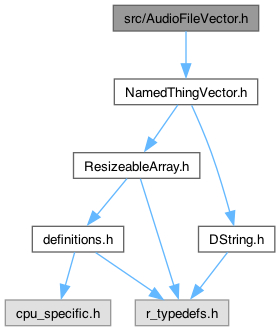 src/AudioFileVector.h
NamedThingVector.h
ResizeableArray.h
definitions.h
DString.h
cpu_specific.h
r_typedefs.h